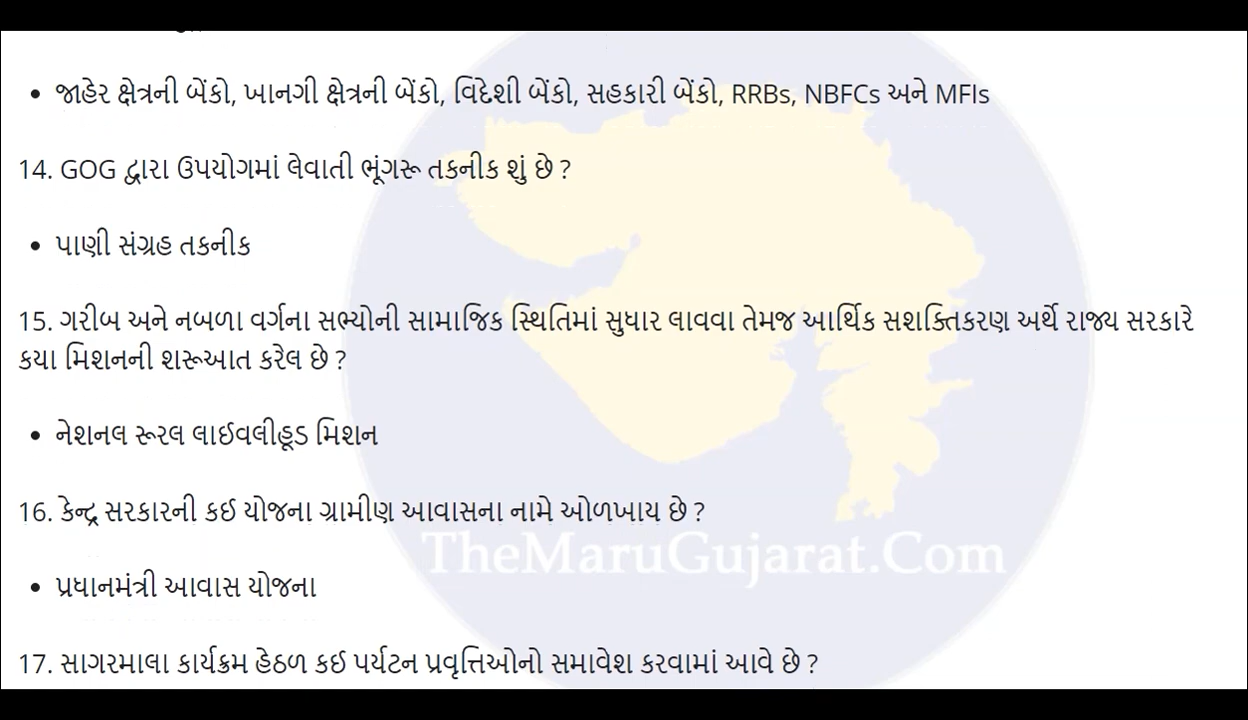 • જાહેર ક્ષેત્રની બેંકો, ખાનગી ક્ષેત્રની બેંકો, વિદેશી બેંકો, સહકારી બેંકો, RRBs, NBFCs અને MFIs
14. GOG દ્વારા ઉપયોગમાં લેવાતી ભૂંગરૂ તકનીક શું છે ?
• પાણી સંગ્રહ તકનીક
15. ગરીબ અને નબળા વર્ગના સભ્યોની સામાજિક સ્થિતિમાં સુધાર લાવવા તેમજ આર્થિક સશક્તિકરણ અર્થે રાજ્ય સરકારે
કયા મિશનની શરૂઆત કરેલ છે ?
• નેશનલ રૂરલ લાઈવલીહૂડ મિશન
16. કેન્દ્ર સરકારની કઈ યોજના ગ્રામીણ આવાસના નામે ઓળખાય છે ?
TheMaruGujarat.Com
• પ્રધાનમંત્રી આવાસ યોજના
17. સાગરમાલા કાર્યક્રમ હેઠળ કઈ પર્યટન પ્રવૃત્તિઓનો સમાવેશ કરવામાં આવે છે ?